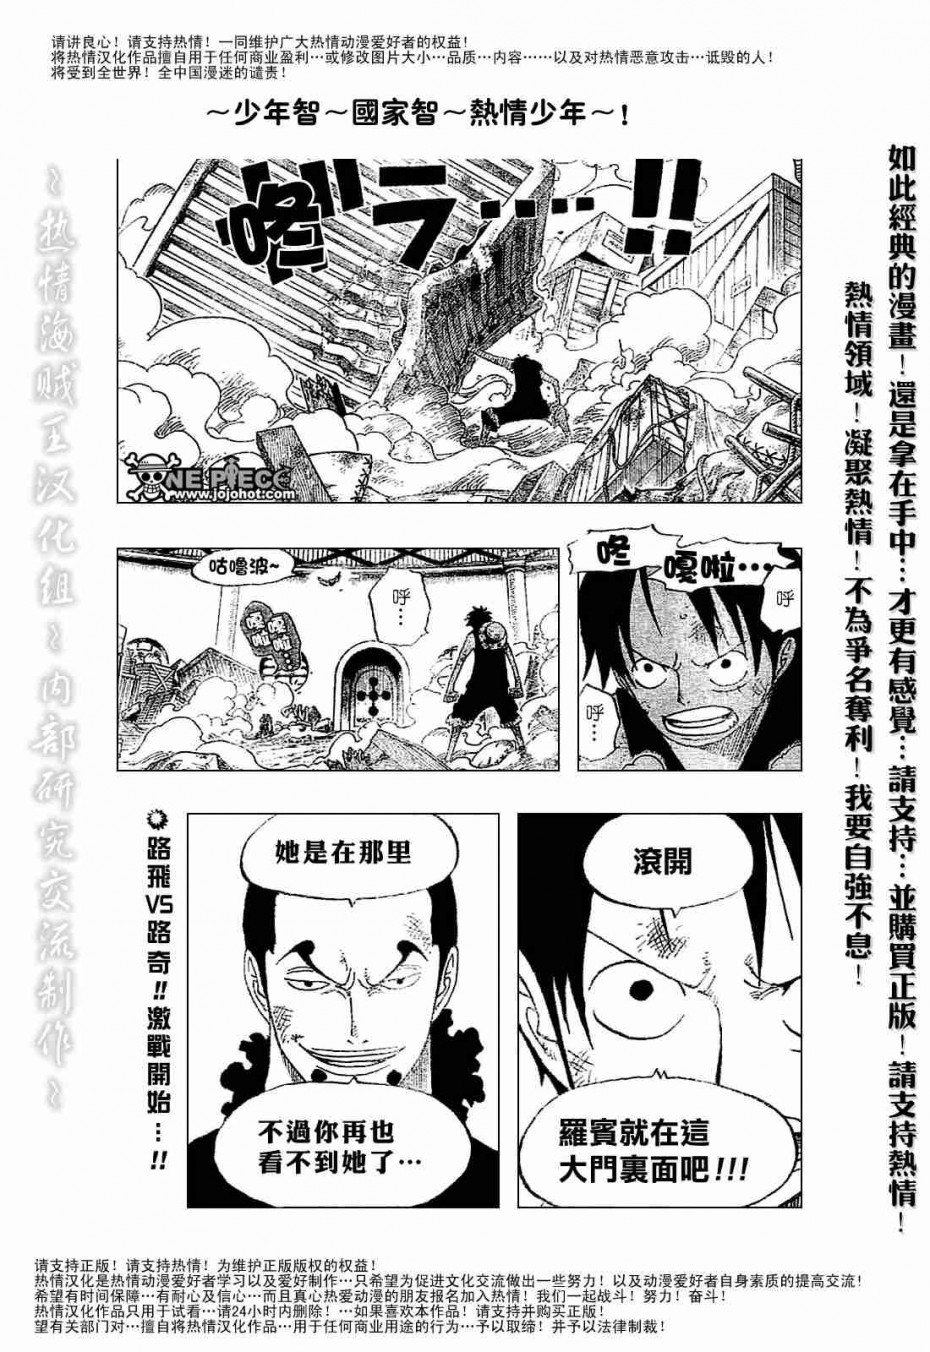 请讲良心！请支持热情！一同维护广大热情动漫爱好者的权益！
将热情汉化作品擅自用于任何商业盈利…或修改图片大小…品质…内容……以及对热情恶意攻击…诋毁的人！
将受到全世界！全中国漫迷的谴责！
～少年智～國家智～熱情少年～！
如此經典的漫畫！還是拿在手中…才更有感覺…請支持…並購買正版！請支持熱情！
熱情領域！凝聚熱情！不為爭名奪利！我要自強不息！
～热情海贼王汉化组～内部研究交流制作～
咚ラ…!!
ONE PIECE
www.jojohot.com
咚
嘎啦…
呼
呼…
咕嚕波~
呼…
滾開
羅賓就在這
大門裏面吧!!!
她是在那里
不過你再也
看不到她了…
路飛VS路奇!!激戰開始…!!
请支持正版！请支持热情！为维护正版版权的权益！
热情汉化是热情动漫爱好者学习以及爱好制作…只希望为促进文化交流做出一些努力！以及动漫爱好者自身素质的提高交流！
希望有时间保障…有耐心及信心…而且真心热爱动漫的朋友报名加入热情！我们一起战斗！努力！奋斗！
热情汉化作品只用于试看…请24小时内删除！…如果喜欢本作品！请支持并购买正版！
望有关部门对…擅自将热情汉化作品…用于任何商业用途的行为…予以取缔！并予以法律制裁！